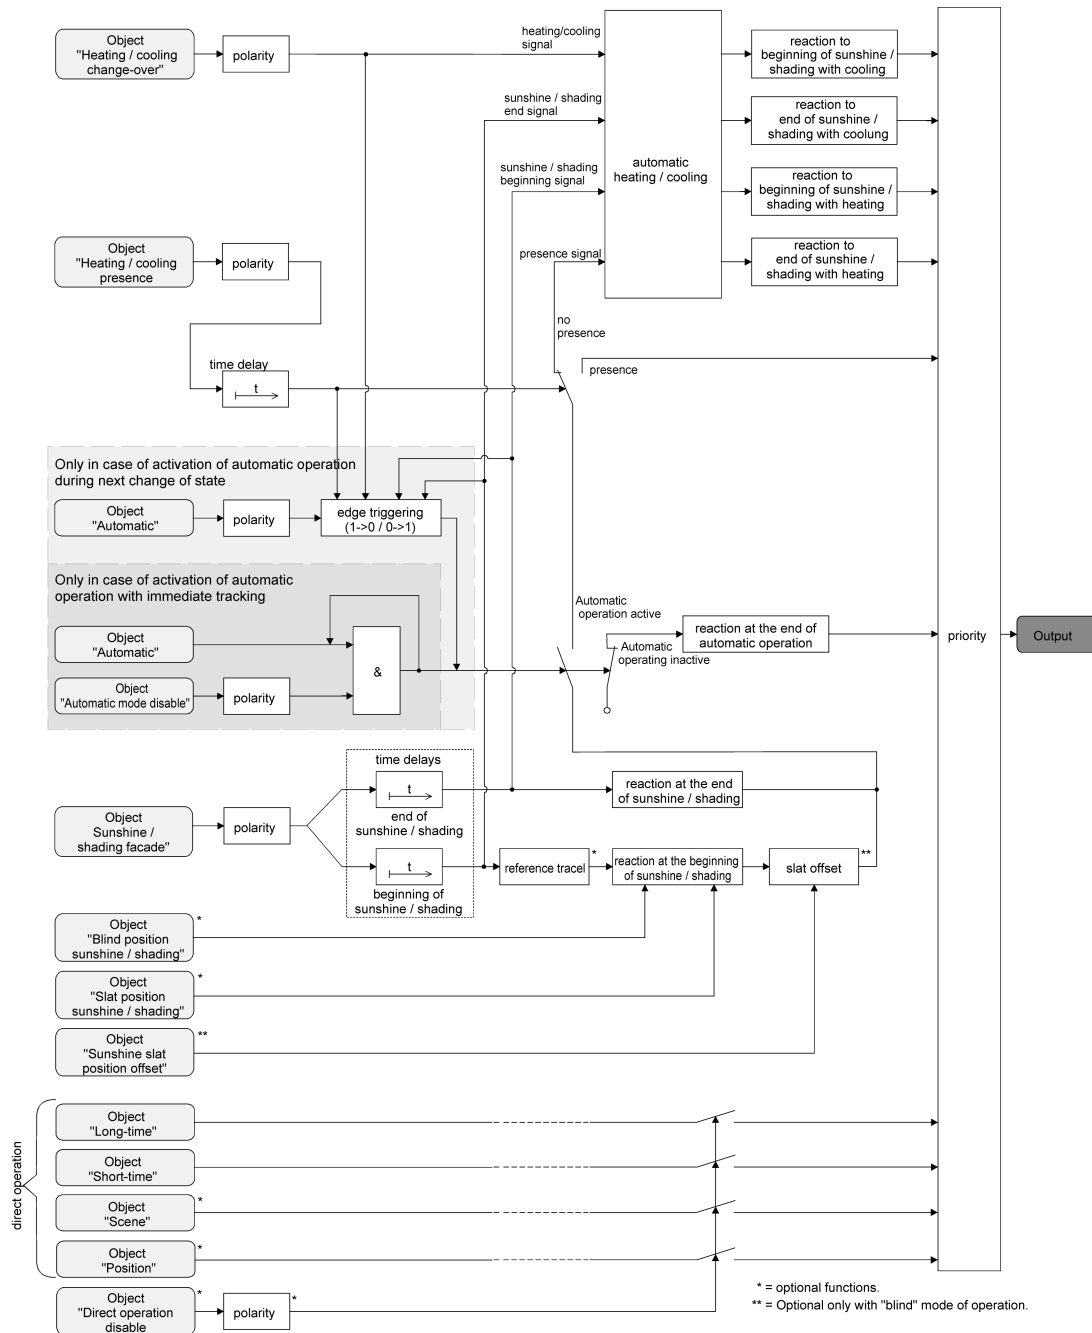 Object
"Heating / cooling
change-over"
polarity
heating/cooling
signal
sunshine / shading
end signal
sunshine / shading
beginning signal
presence signal
automatic
heating / cooling
reaction to
beginning of sunshine /
shading with cooling
reaction to
end of sunshine /
shading with coolung
reaction to
beginning of sunshine /
shading with heating
reaction to
end of sunshine /
shading with heating
Object
"Heating / cooling
presence
polarity
no
presence
presence
time delay
t
Only in case of activation of automatic operation
during next change of state
Object
"Automatic"
polarity
edge triggering
(1->0 / 0->1)
Only in case of activation of automatic
operation with immediate tracking
Object
"Automatic"
Object
"Automatic mode disable"
polarity
&
Automatic
operation active
Automatic
operating inactive
reaction at the end of
automatic operation
priority
Output
time delays
t
end of
sunshine / shading
t
beginning of
sunshine / shading
Object
Sunshine /
shading facade"
polarity
reaction at the end
of sunshine / shading
reference tracel
*
reaction at the beginning
of sunshine / shading
slat offset
**
Object
"Blind position
sunshine / shading"
*
Object
"Slat position
sunshine / shading"
*
Object
"Sunshine slat
position offset"
**
direct operation
Object
"Long-time"
Object
"Short-time"
Object
"Scene"
*
Object
"Position"
*
Object
"Direct operation
disable
*
polarity
*
* = optional functions.
** = Optional only with "blind" mode of operation.